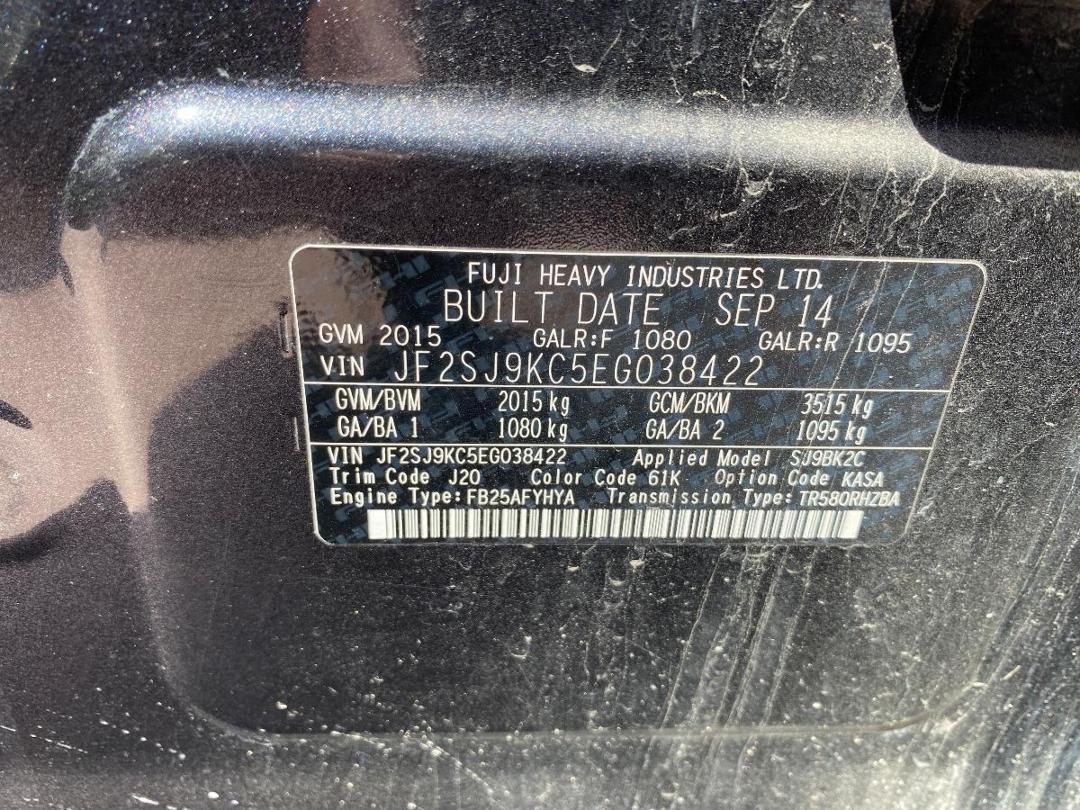 FUJI HEAVY INDUSTRIES LTD.
BUILT DATE SEP 14
GVM 2015 GALR:F 1080 GALR:R 1095
VIN JF2SJ9KC5EG038422
GVM/BVM 2015 kg GCM/BKM 3515 kg
GA/BA 1 1080 kg GA/BA 2 1095 kg
VIN JF2SJ9KC5EG038422 Applied Model SJ9BK2C
Trim Code J20 Color Code 61K Option Code KASA
Engine Type:FB25AFYHYA Transmission Type:TR580RHZBA